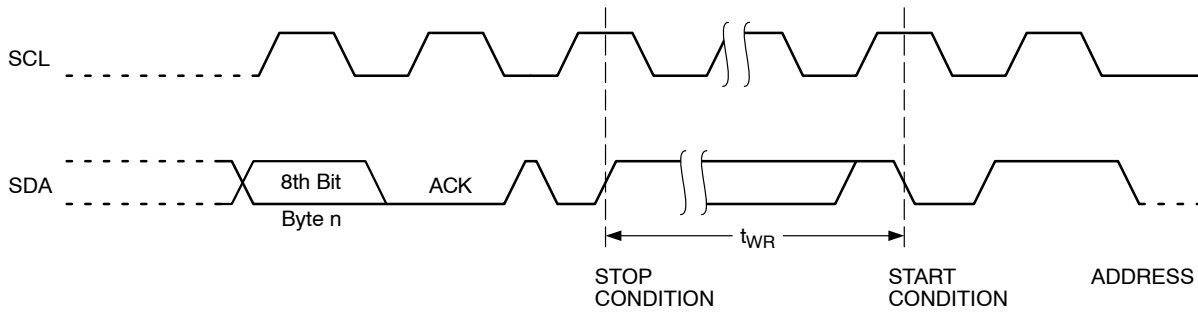 SCL
SDA
8th Bit
Byte n
ACK
tWR
STOP
CONDITION
START
CONDITION
ADDRESS